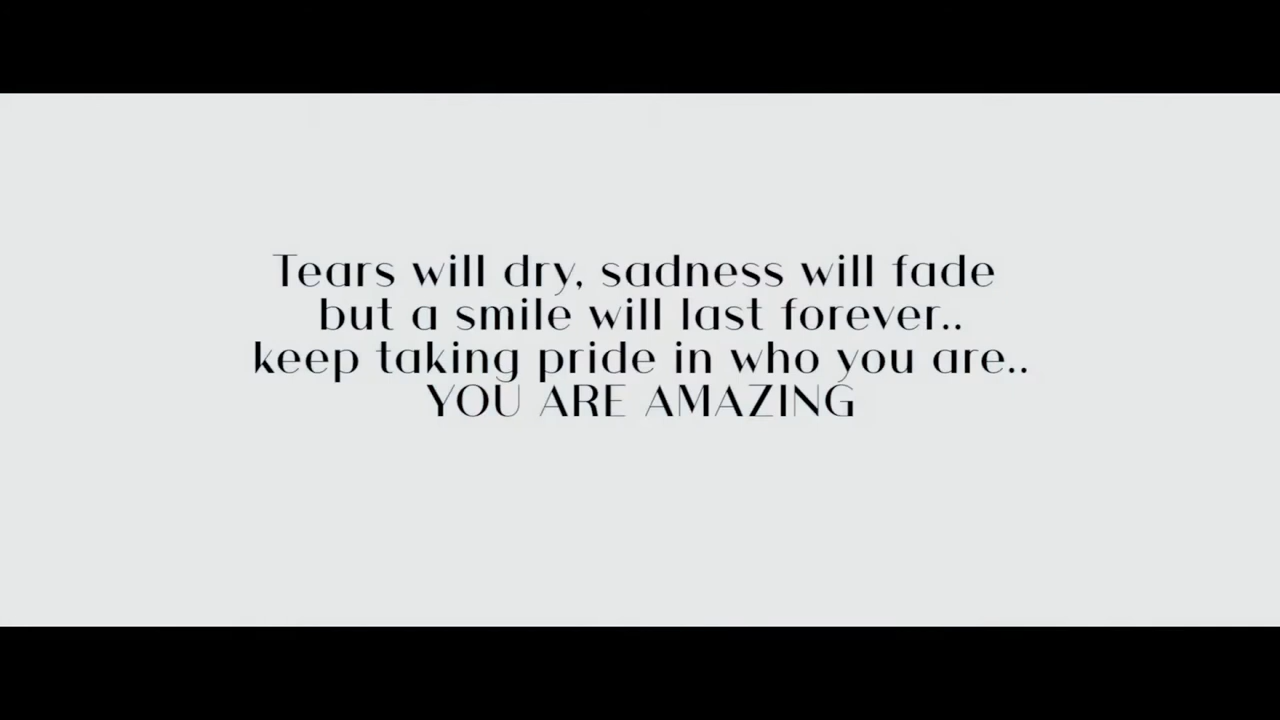 Tears will dry, sadness will fade
but a smile will last forever..
keep taking pride in who you are..
YOU ARE AMAZING